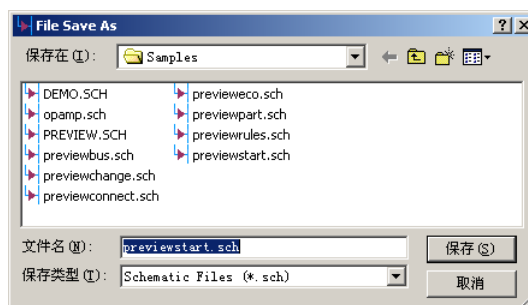 File Save As
保存在(I): Samples
DEMO.SCH
opamp.sch
PREVIEW.SCH
previewbus.sch
previewchange.sch
previewconnect.sch
previeweco.sch
previewpart.sch
previewrules.sch
previewstart.sch
文件名(N): previewstart.sch 保存(S)
保存类型(T): Schematic Files (*.sch) 取消